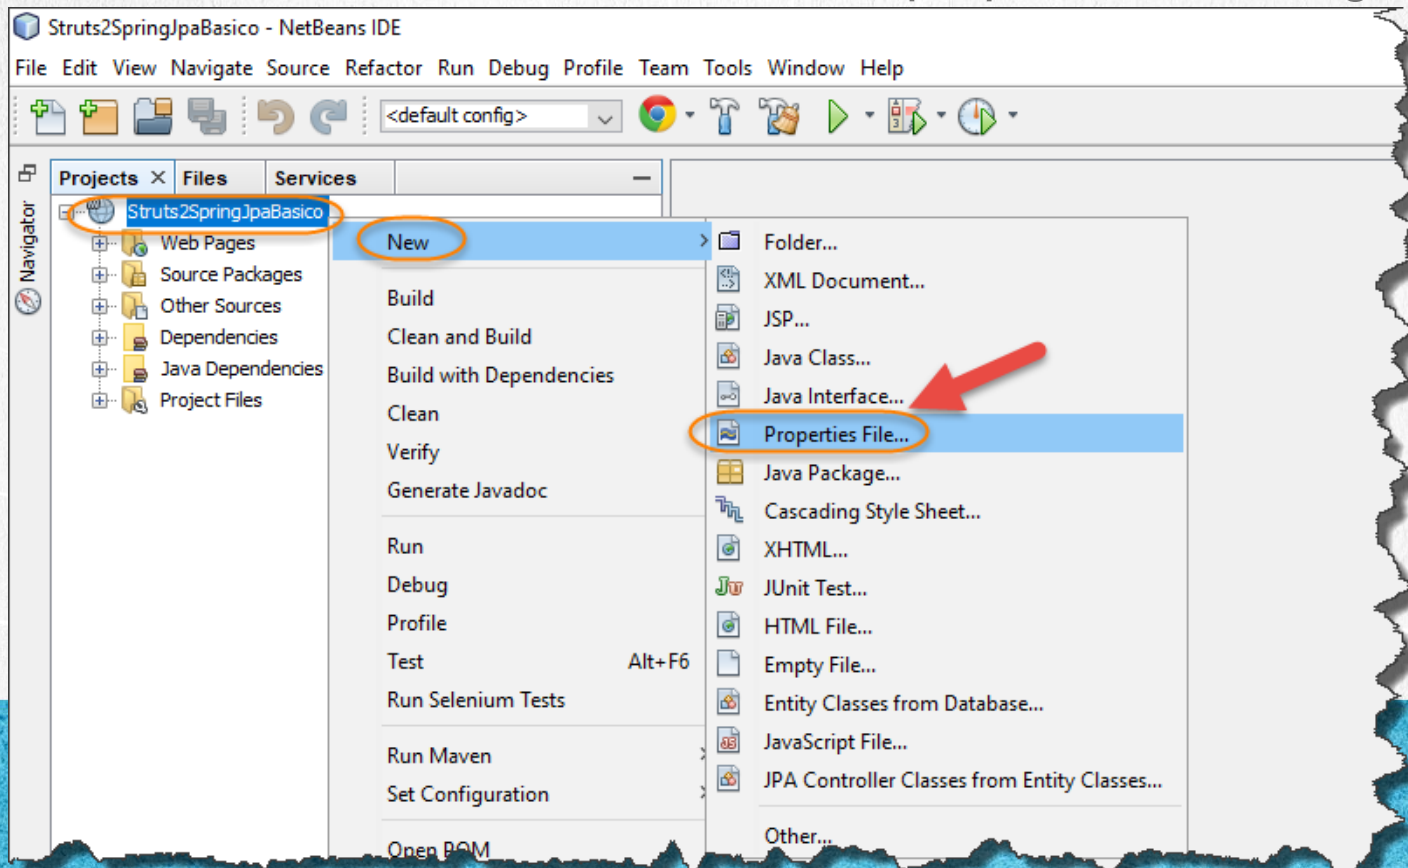 Struts2SpringJpaBasico - NetBeans IDE
File Edit View Navigate Source Refactor Run Debug Profile Team Tools Window Help
<default config>
Projects Files Services
Navigator
Struts2SpringJpaBasico
Web Pages
Source Packages
Other Sources
Dependencies
Java Dependencies
Project Files
New
Build
Clean and Build
Build with Dependencies
Clean
Verify
Generate Javadoc
Run
Debug
Profile
Test Alt+F6
Run Selenium Tests
Run Maven
Set Configuration
Open POM
Folder...
XML Document...
JSP...
Java Class...
Java Interface...
Properties File...
Java Package...
Cascading Style Sheet...
XHTML...
JUnit Test...
HTML File...
Empty File...
Entity Classes from Database...
JavaScript File...
JPA Controller Classes from Entity Classes...
Other...